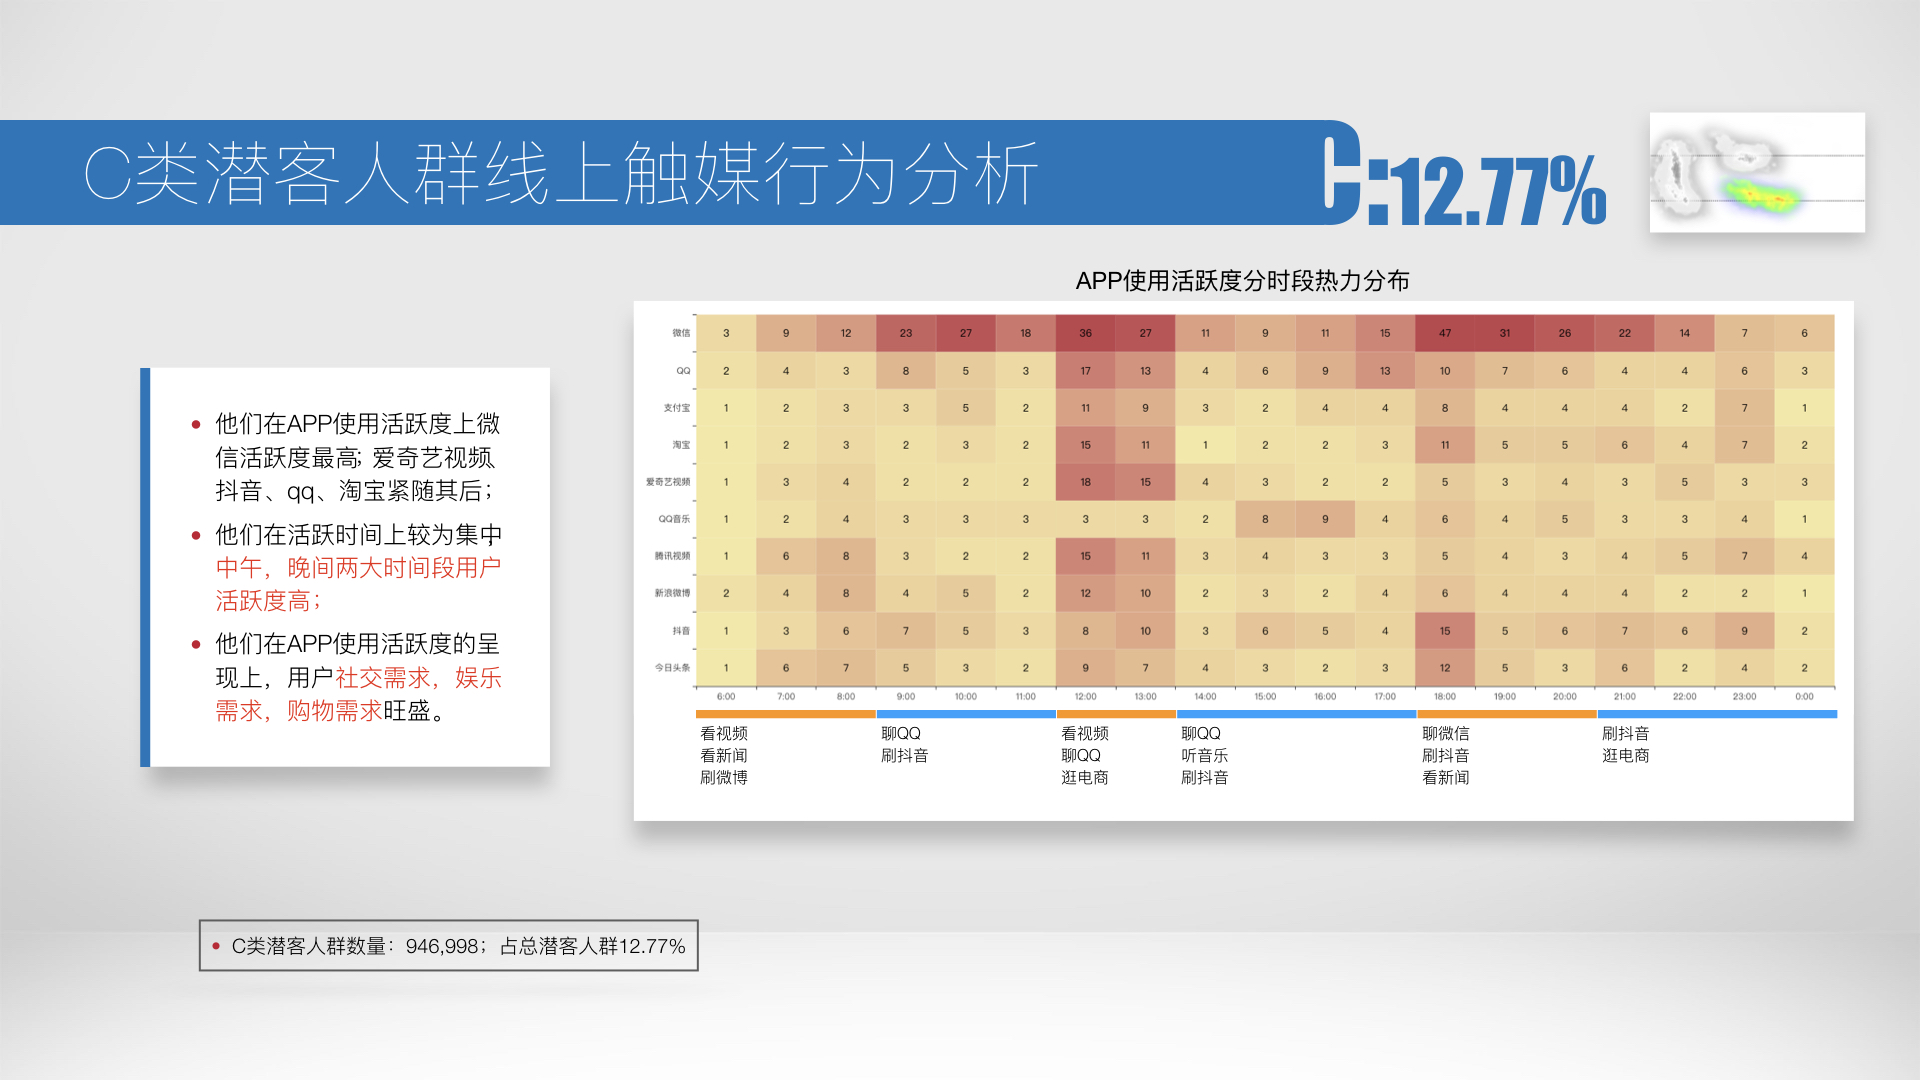 C类潜客人群线上触媒行为分析
C:12.77%
APP使用活跃度分时段热力分布
他们在APP使用活跃度上微
信活跃度最高; 爱奇艺视频、
抖音、qq、淘宝紧随其后；
他们在活跃时间上较为集中
中午，晚间两大时间段用户
活跃度高；
他们在APP使用活跃度的呈
现上，用户社交需求，娱乐
需求，购物需求旺盛。
微信 3 9 12 23 27 18 36 27 11 9 11 15 47 31 26 22 14 7 6
QQ 2 4 3 8 5 3 17 13 4 6 9 13 10 7 6 4 4 6 3
支付宝 1 2 3 3 5 2 11 9 3 2 4 4 8 4 4 4 2 7 1
淘宝 1 2 3 2 3 2 15 11 1 2 2 3 11 5 5 6 4 7 2
爱奇艺视频 1 3 4 2 2 2 18 15 4 3 2 2 5 3 4 3 5 3 3
QQ音乐 1 2 4 3 3 3 3 3 2 8 9 4 6 4 5 3 3 4 1
腾讯视频 1 6 8 3 2 2 15 11 3 4 3 3 5 4 3 4 5 7 4
新浪微博 2 4 8 4 5 2 12 10 2 3 2 4 6 4 4 4 2 2 1
抖音 1 3 6 7 5 3 8 10 3 6 5 4 15 5 6 7 6 9 2
今日头条 1 6 7 5 3 2 9 7 4 3 2 3 12 5 3 6 2 4 2
6:00 7:00 8:00 9:00 10:00 11:00 12:00 13:00 14:00 15:00 16:00 17:00 18:00 19:00 20:00 21:00 22:00 23:00 0:00
看视频
看新闻
刷微博
聊QQ
刷抖音
看视频
聊QQ
逛电商
聊QQ
听音乐
刷抖音
聊微信
刷抖音
看新闻
刷抖音
逛电商
C类潜客人群数量：946,998；占总潜客人群12.77%